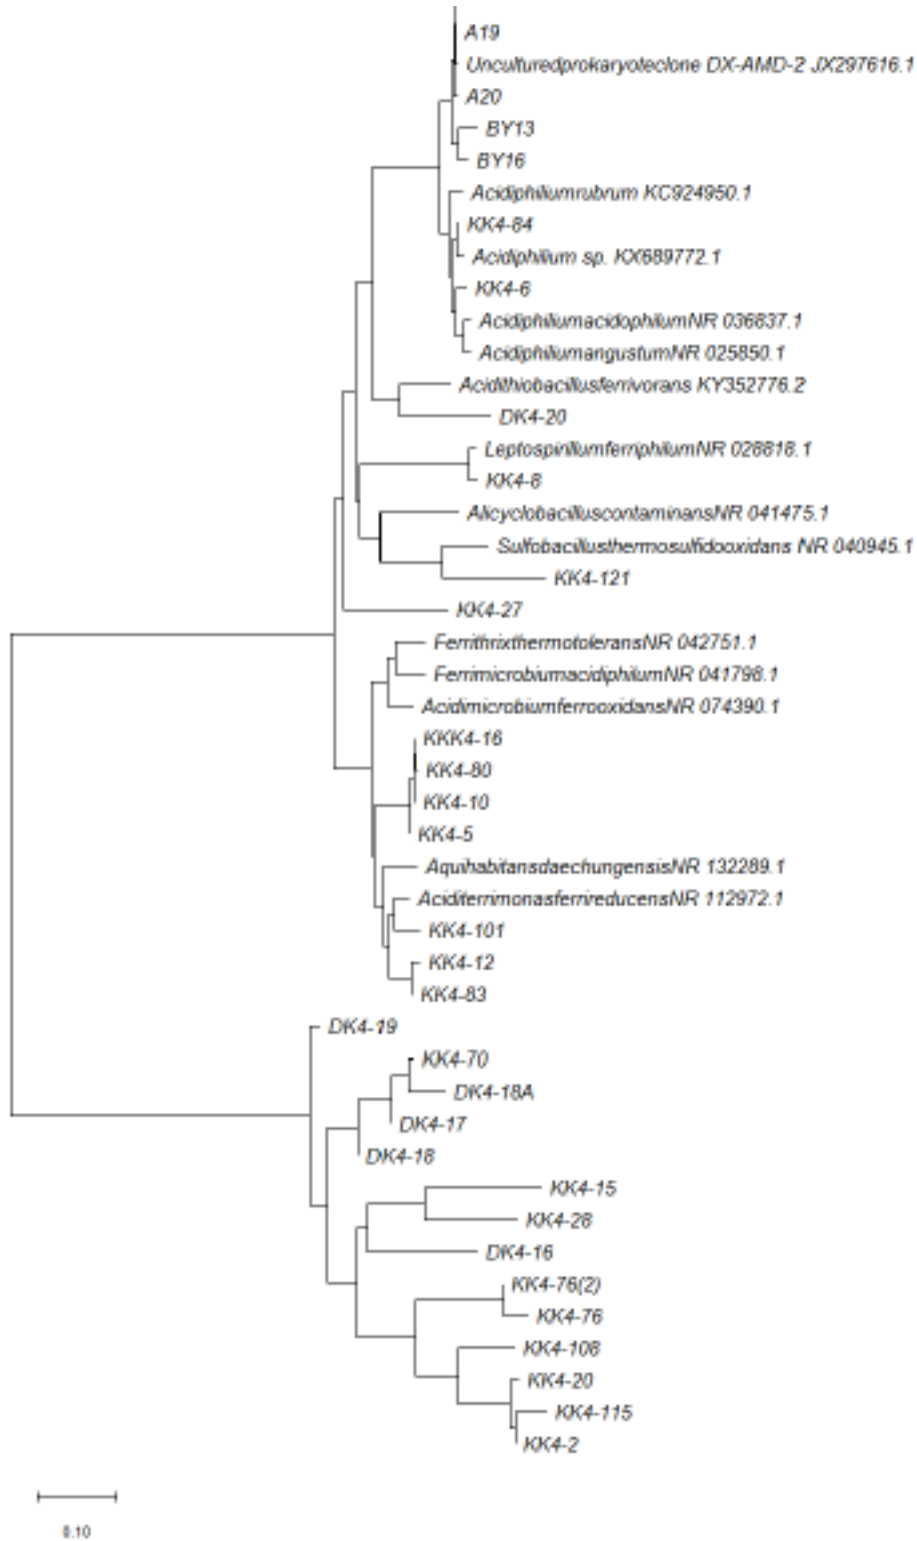 A19
Unculturedprokaryoteclone DX-AMD-2 JX297616.1
A20
BY13
BY16
Acidiphiliumrubrum KC924950.1
KK4-84
Acidiphilium sp. KX689772.1
KK4-6
AcidiphiliumacidophilumNR 036837.1
AcidiphiliumangustumNR 025850.1
Acidithiobacillusferrivorans KY352776.2
DK4-20
LeptospirillumferriphilumNR 028818.1
KK4-8
AlicyclobacilluscontaminansNR 041475.1
Sulfobacillusthermosulfidooxidans NR 040945.1
KK4-121
KK4-27
FerrithrixthermotoleransNR 042751.1
FerrimicrobiumacidiphilumNR 041798.1
AcidimicrobiumferrooxidansNR 074390.1
KKK4-16
KK4-80
KK4-10
KK4-5
AquihabitansdaechungensisNR 132289.1
AciditerrimonasferrireducensNR 112972.1
KK4-101
KK4-12
KK4-83
DK4-19
KK4-70
DK4-18A
DK4-17
DK4-18
KK4-15
KK4-28
DK4-16
KK4-76(2)
KK4-76
KK4-108
KK4-20
KK4-115
KK4-2
0.10